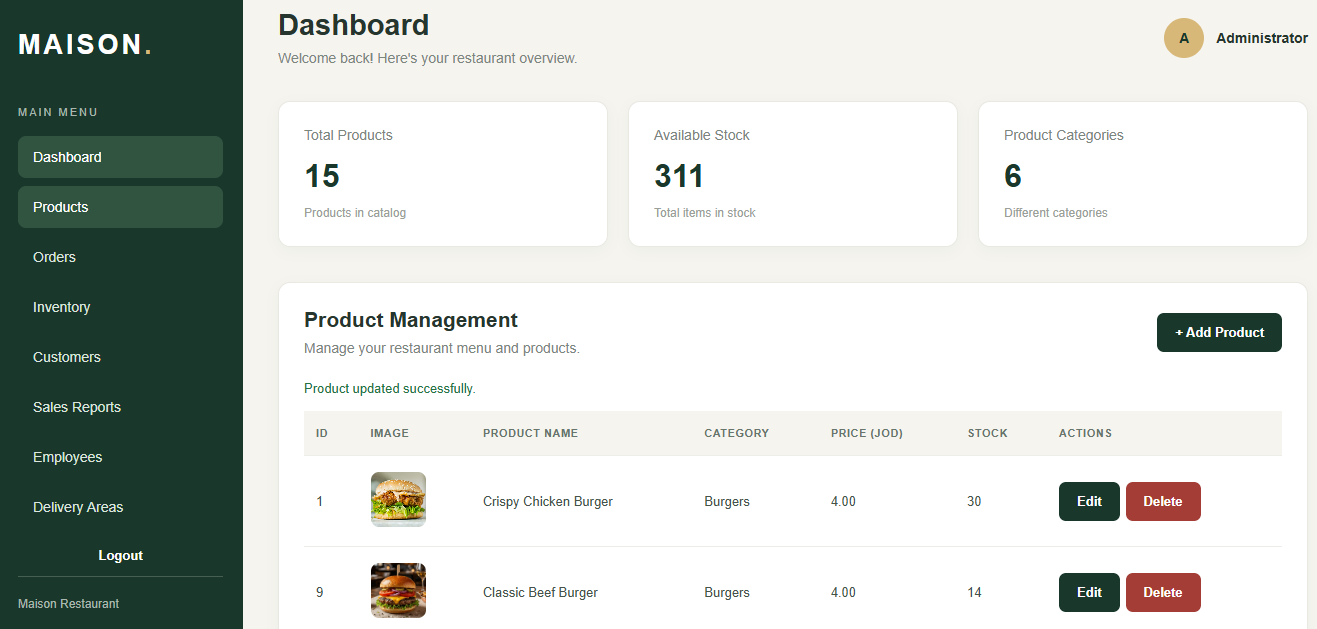 MAISON.
MAIN MENU
Dashboard
Products
Orders
Inventory
Customers
Sales Reports
Employees
Delivery Areas
Logout
Maison Restaurant
Dashboard
Welcome back! Here's your restaurant overview.
A Administrator
Total Products
15
Products in catalog
Available Stock
311
Total items in stock
Product Categories
6
Different categories
Product Management
Manage your restaurant menu and products.
+ Add Product
Product updated successfully.
ID IMAGE PRODUCT NAME CATEGORY PRICE (JOD) STOCK ACTIONS
1 Crispy Chicken Burger Burgers 4.00 30 Edit Delete
9 Classic Beef Burger Burgers 4.00 14 Edit Delete